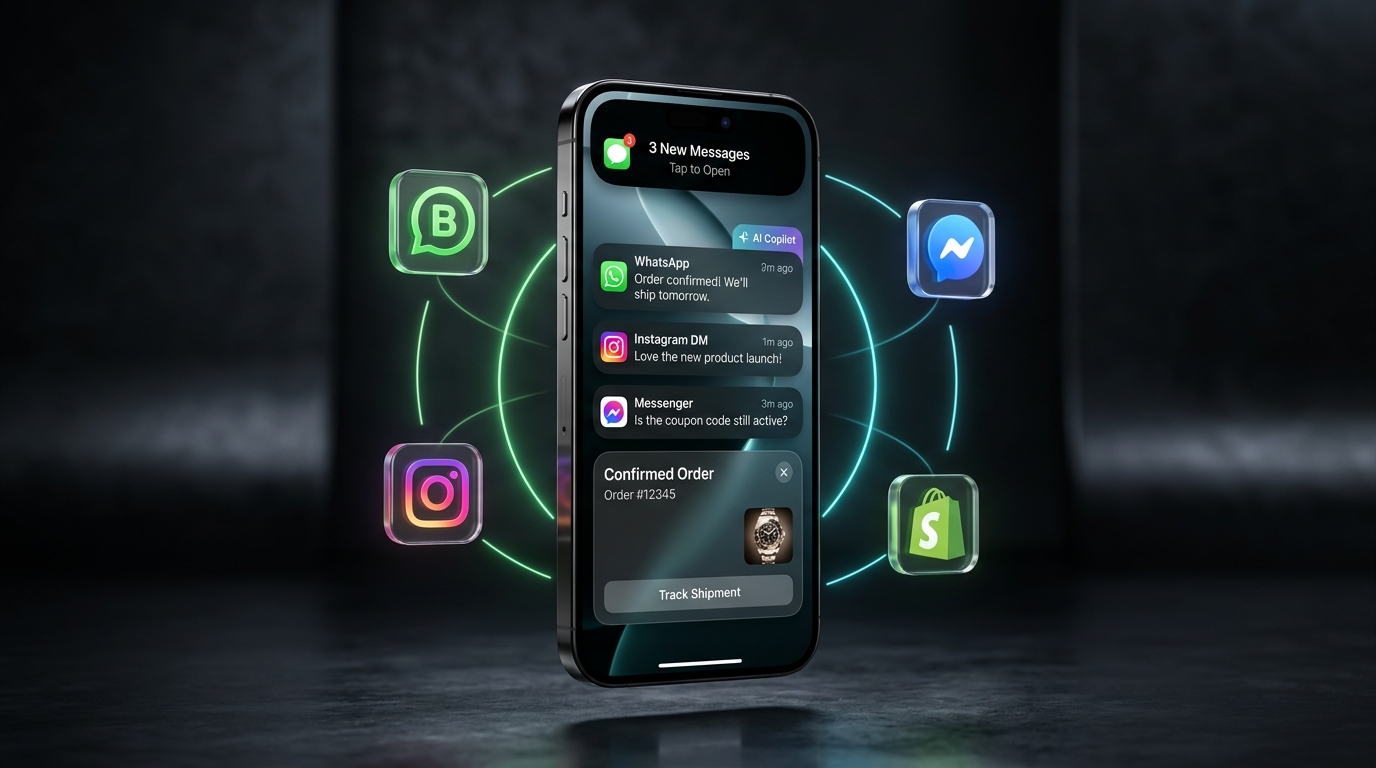 3
3 New Messages
Tap to Open
AI Copilot
WhatsApp
9m ago
Order confirmed! We'll
ship tomorrow.
Instagram DM
1m ago
Love the new product launch!
Messenger
3m ago
Is the coupon code still active?
Confirmed Order
Order #12345
Track Shipment
B
S